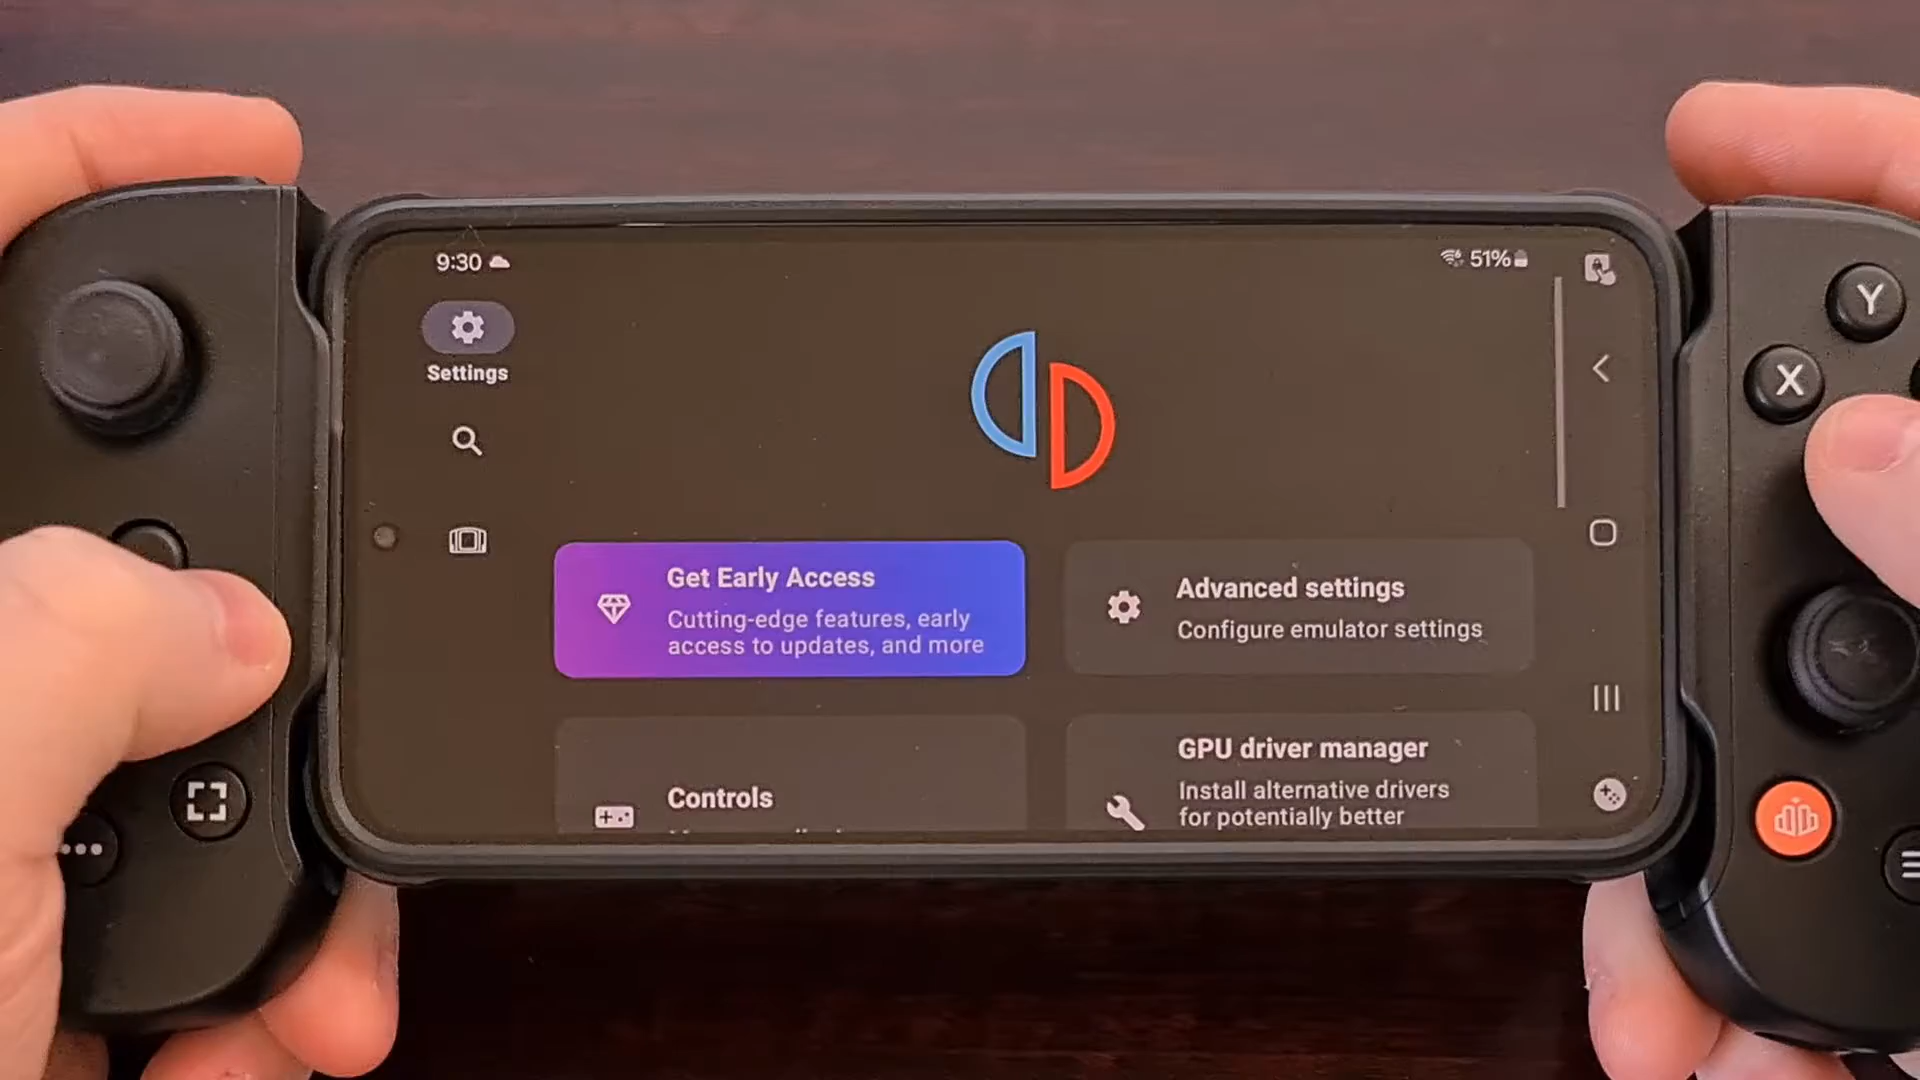 9:30
51%
Settings
Get Early Access
Cutting-edge features, early
access to updates, and more
Advanced settings
Configure emulator settings
Controls
GPU driver manager
Install alternative drivers
for potentially better
Y
X